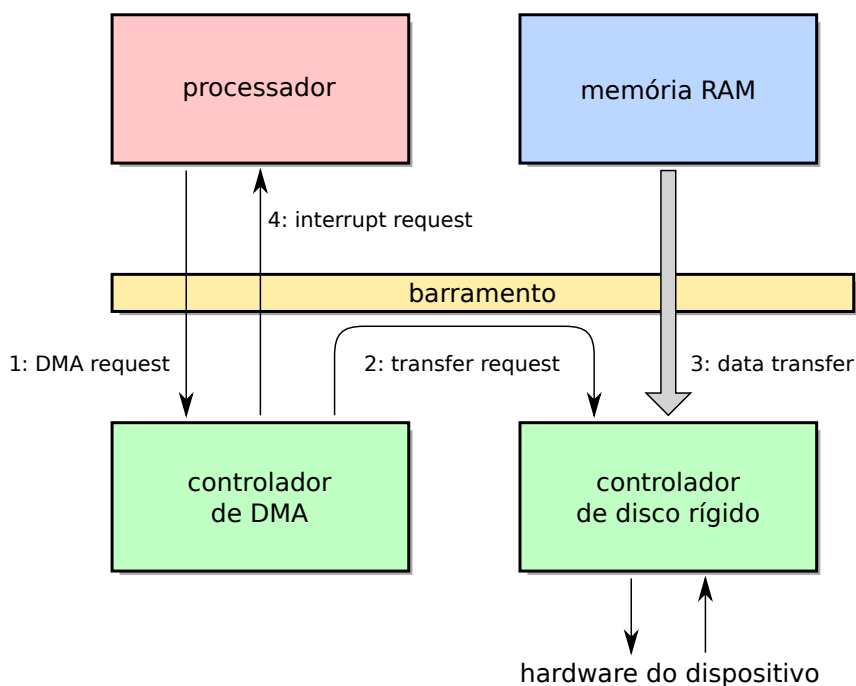 processador
memória RAM
4: interrupt request
barramento
1: DMA request
2: transfer request
3: data transfer
controlador
de DMA
controlador
de disco rígido
hardware do dispositivo